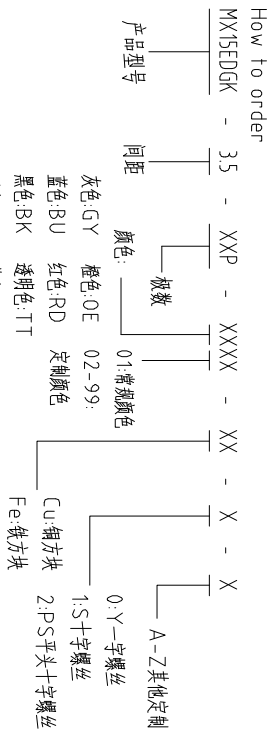 How to order
MX15EDGK - 3.5 - XXP - XXXX - XX - X - X
产品型号
间距
极数
颜色:
01:常规颜色
02-99:
定制颜色
灰色:GY 橙色:OE
蓝色:BU 红色:RD
黑色:BK 透明色:TT
Cu:铜方块
Fe:铁方块
0:Y一字螺丝
1:S十字螺丝
2:PS平头十字螺丝
A-Z其他定制